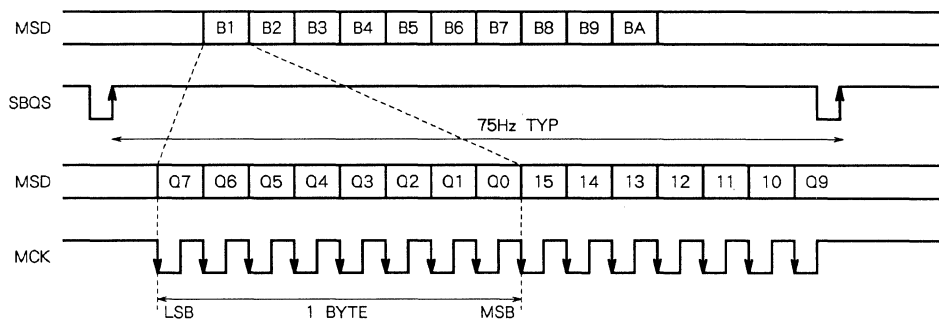 MSD B1 B2 B3 B4 B5 B6 B7 B8 B9 BA
SBQS
75Hz TYP
MSD Q7 Q6 Q5 Q4 Q3 Q2 Q1 Q0 15 14 13 12 11 10 Q9
MCK
LSB 1 BYTE MSB